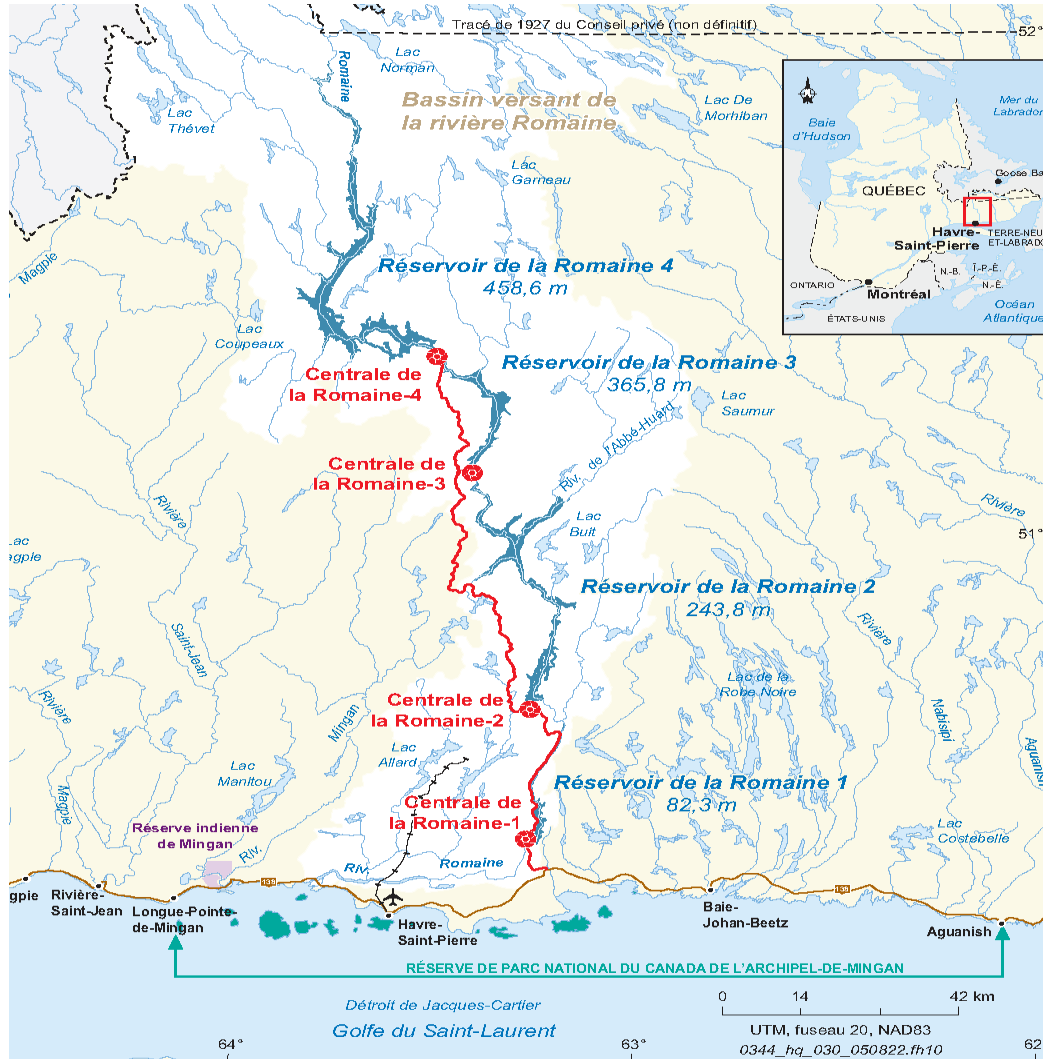 Tracé de 1927 du Conseil privé (non définitif)
52°
Lac
Norman
Romaine
Bassin versant de
la rivière Romaine
Lac
Thévet
Lac De
Morhiban
Lac
Garneau
Baie
d'Hudson
Mer du
Labrador
Goose Ba
QUÉBEC
Havre-
Saint-Pierre
TERRE-NEU
ET-LABRAD
N.-B.
Î.-P.-É.
N.-É.
ONTARIO
Montréal
ÉTATS-UNIS
Océan
Atlantique
Magpie
Réservoir de la Romaine 4
458,6 m
Lac
Coupeaux
Centrale de
la Romaine-4
Réservoir de la Romaine 3
365,8 m
Lac
Saumur
Riv. de l'Abbé-Huard
Centrale de
la Romaine-3
Rivière
Rivière
Lac
Buit
51°
Lac
agpie
Réservoir de la Romaine 2
243,8 m
Rivière
Saint-Jean
Lac de la
Robe Noire
Centrale de
la Romaine-2
Rivière
Mingan
Nabisipi
Aguanish
Lac
Allard
Lac
Manitou
Réservoir de la Romaine 1
82,3 m
Magpie
Centrale de
la Romaine-1
Lac
Costebelle
Réserve indienne
de Mingan
Riv.
Riv.
Romaine
138
138
gpie
Rivière-
Saint-Jean
Longue-Pointe-
de-Mingan
Havre-
Saint-Pierre
Baie-
Johan-Beetz
Aguanish
RÉSERVE DE PARC NATIONAL DU CANADA DE L'ARCHIPEL-DE-MINGAN
Détroit de Jacques-Cartier
Golfe du Saint-Laurent
0 14 42 km
UTM, fuseau 20, NAD83
0344_hq_030_050822.fh10
64°
63°
62